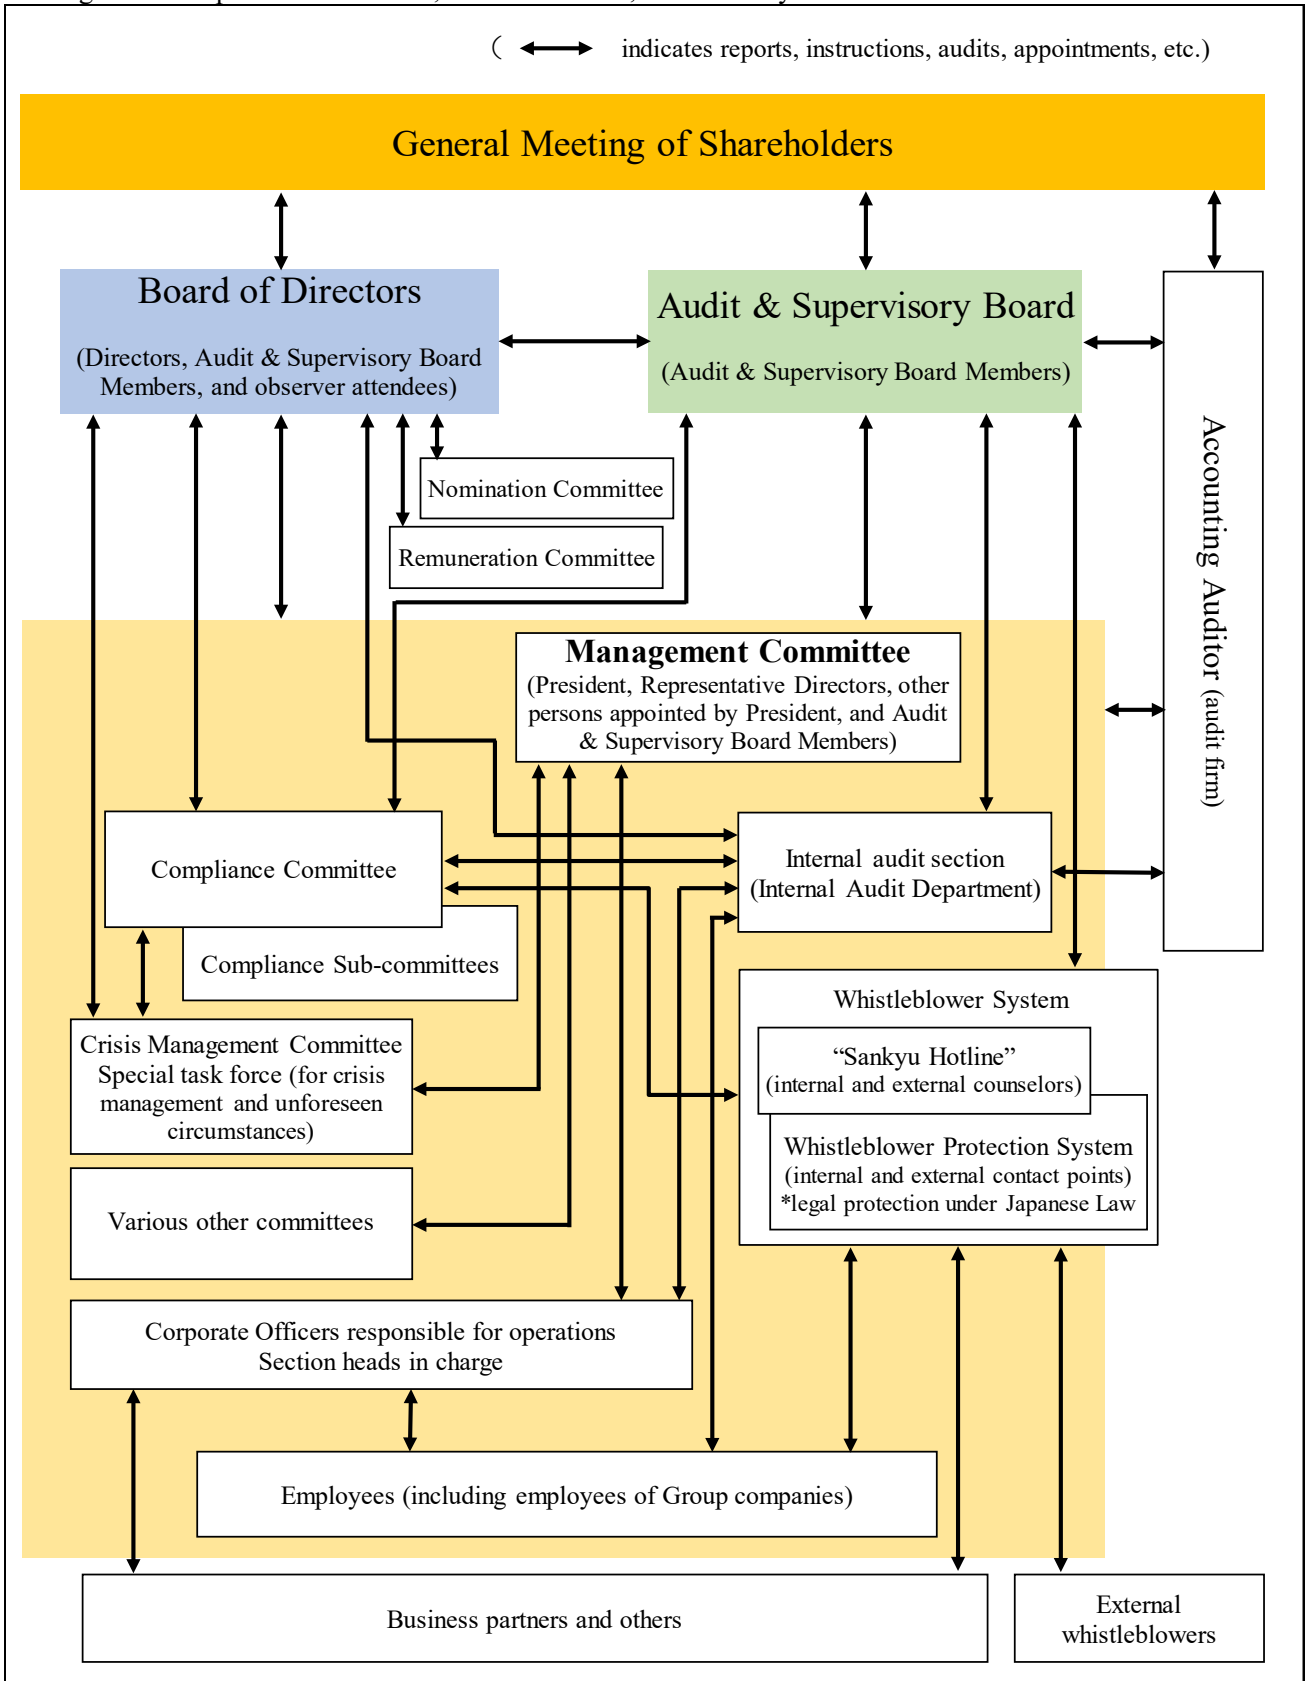 ( indicates reports, instructions, audits, appointments, etc.)
General Meeting of Shareholders
Board of Directors
(Directors, Audit & Supervisory Board
Members, and observer attendees)
Audit & Supervisory Board
(Audit & Supervisory Board Members)
Accounting Auditor (audit firm)
Nomination Committee
Remuneration Committee
Management Committee
(President, Representative Directors, other
persons appointed by President, and Audit
& Supervisory Board Members)
Compliance Committee
Compliance Sub-committees
Internal audit section
(Internal Audit Department)
Crisis Management Committee
Special task force (for crisis
management and unforeseen
circumstances)
Whistleblower System
“Sankyu Hotline”
(internal and external counselors)
Whistleblower Protection System
(internal and external contact points)
*legal protection under Japanese Law
Various other committees
Corporate Officers responsible for operations
Section heads in charge
Employees (including employees of Group companies)
Business partners and others
External
whistleblowers